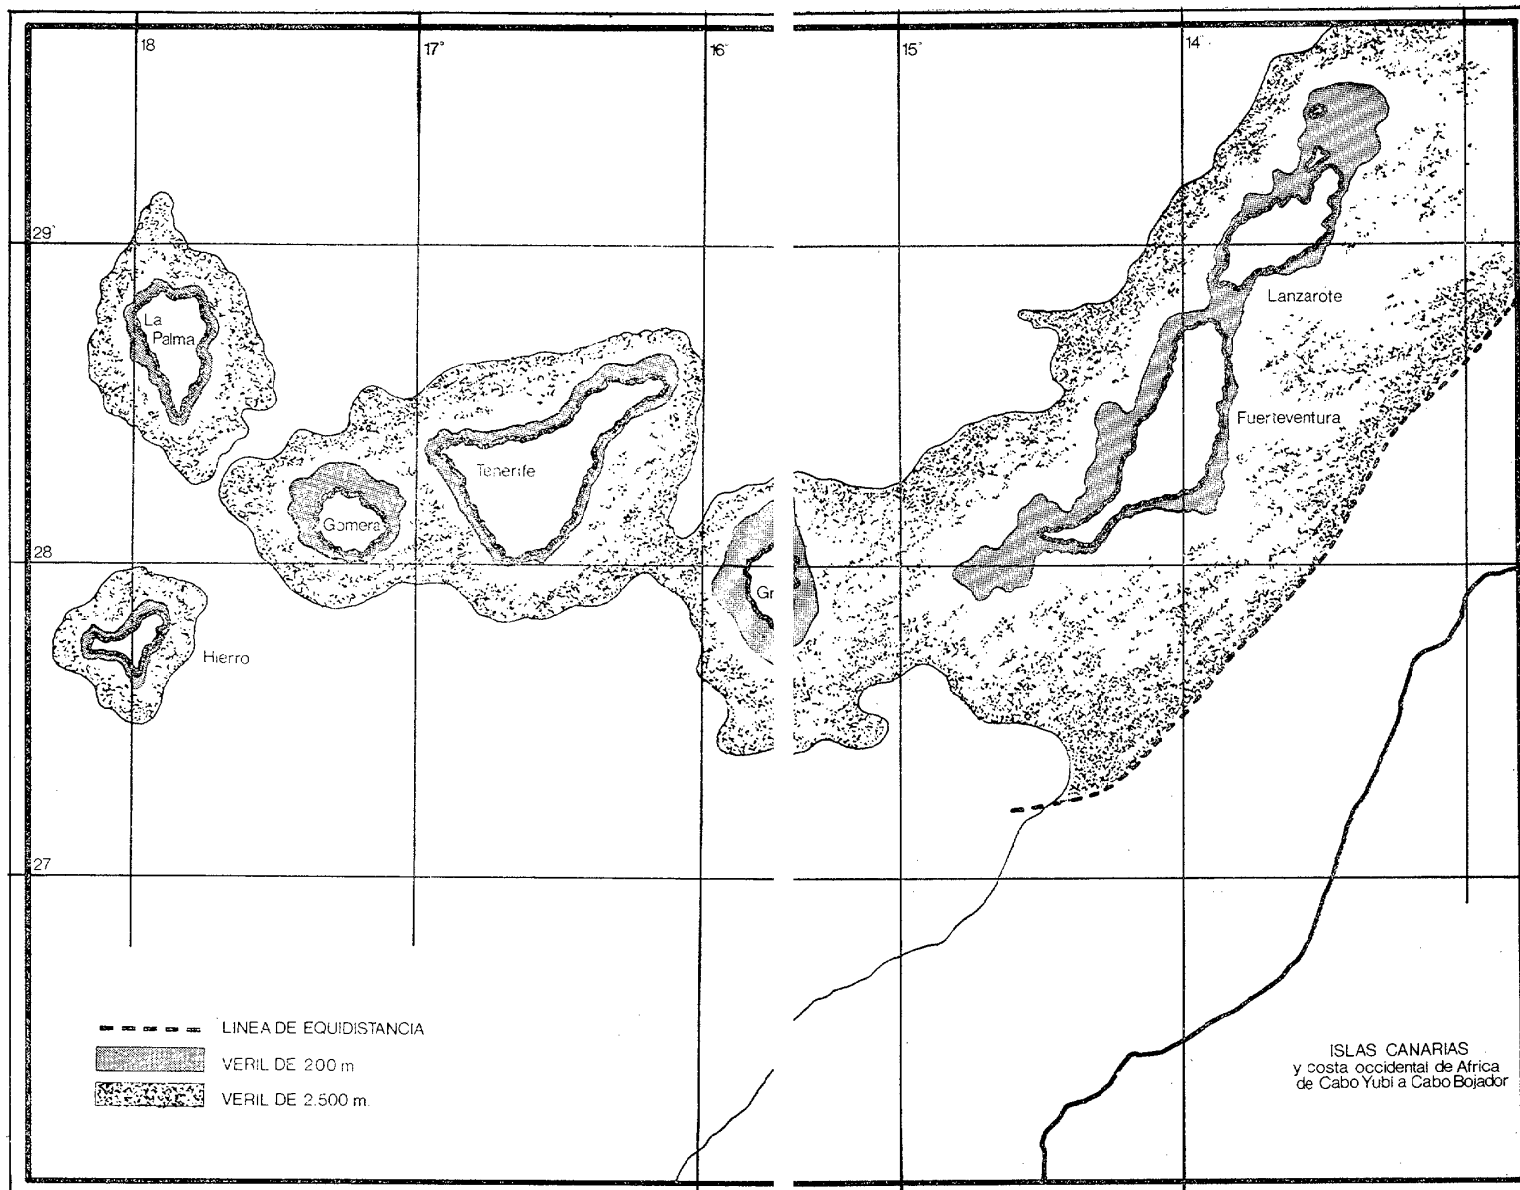 18
17°
16°
15°
14°
29°
La
Palma
Lanzarote
Fuerteventura
Tenerife
Gomera
28
Gr
Hierro
27
LINEA DE EQUIDISTANCIA
VERIL DE 200 m
VERIL DE 2.500 m.
ISLAS CANARIAS
y costa occidental de Africa
de Cabo Yubi a Cabo Bojador